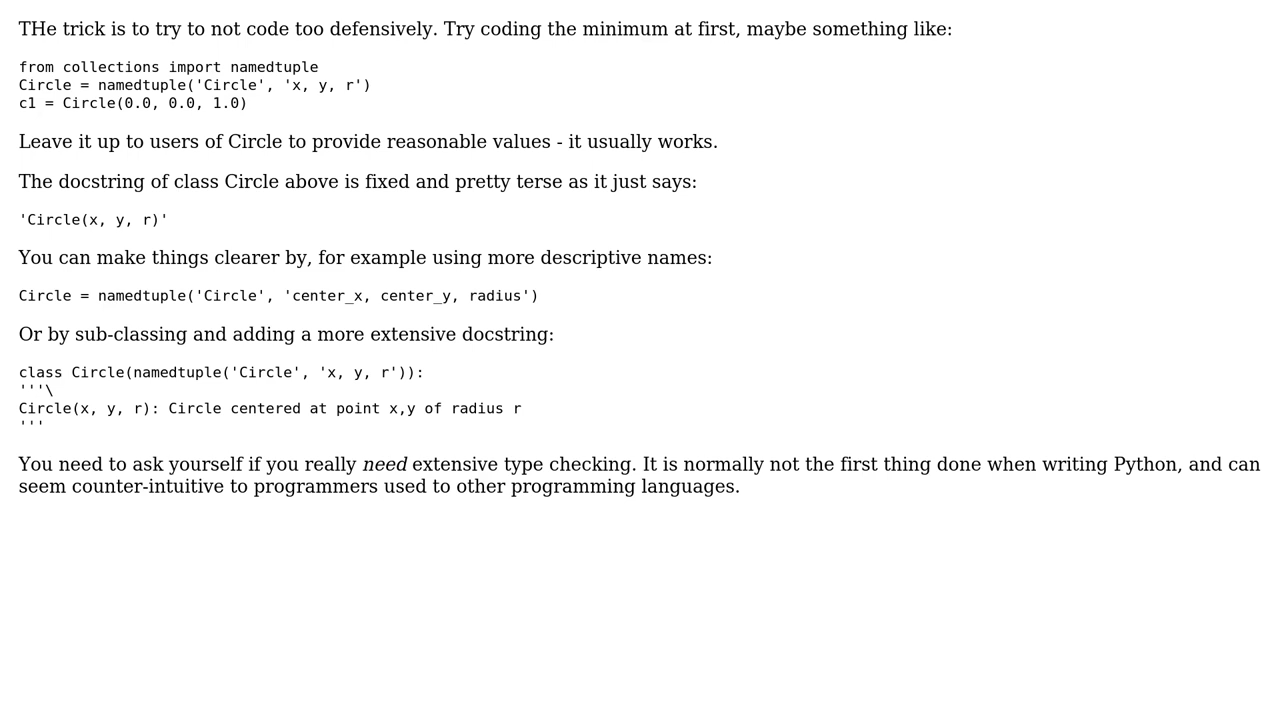 THe trick is to try to not code too defensively. Try coding the minimum at first, maybe something like:
from collections import namedtuple
Circle = namedtuple('Circle', 'x, y, r')
c1 = Circle(0.0, 0.0, 1.0)
Leave it up to users of Circle to provide reasonable values - it usually works.
The docstring of class Circle above is fixed and pretty terse as it just says:
'Circle(x, y, r)'
You can make things clearer by, for example using more descriptive names:
Circle = namedtuple('Circle', 'center_x, center_y, radius')
Or by sub-classing and adding a more extensive docstring:
class Circle(namedtuple('Circle', 'x, y, r')):
'''\
Circle(x, y, r): Circle centered at point x,y of radius r
'''
You need to ask yourself if you really need extensive type checking. It is normally not the first thing done when writing Python, and can
seem counter-intuitive to programmers used to other programming languages.